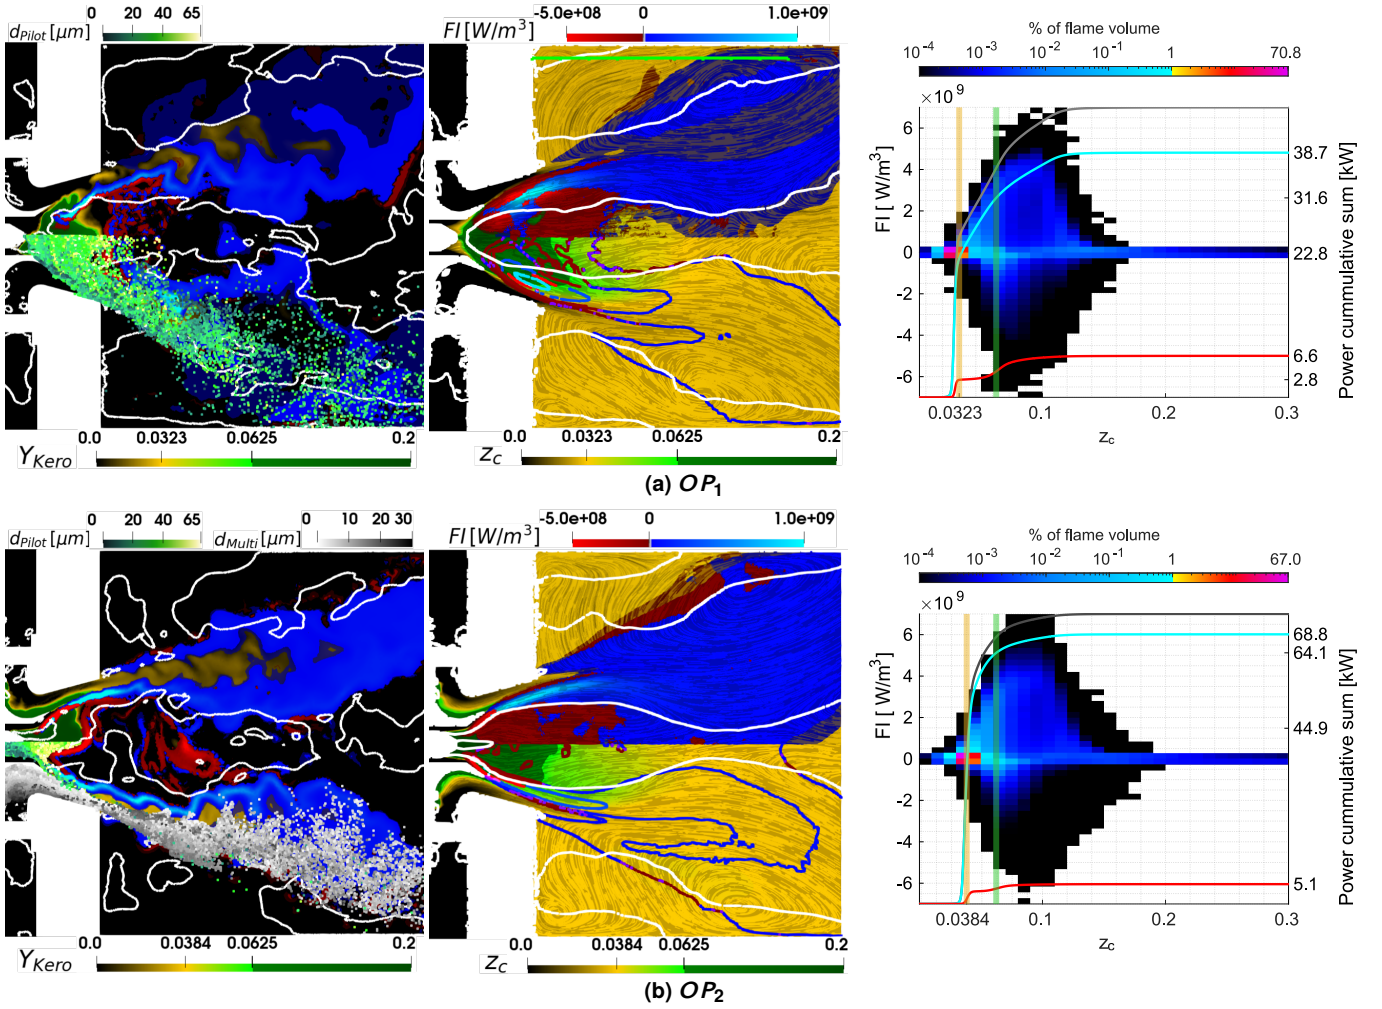 d_Pilot [μm] 0 20 40 65
FI [W/m³] -5.0e+08 0 1.0e+09
% of flame volume
10⁻⁴ 10⁻³ 10⁻² 10⁻¹ 1 70.8
×10⁹
6
4
2
0
-2
-4
-6
FI [ W/m³]
38.7
31.6
22.8
6.6
2.8
Power cummulative sum [kW]
0.0323 0.1 0.2 0.3
z_c
0.0 0.0323 0.0625 0.2
Y_Kero
0.0 0.0323 0.0625 0.2
z_c
(a) OP₁
d_Pilot [μm] 0 20 40 65
d_Multi [μm] 0 10 20 30
FI [W/m³] -5.0e+08 0 1.0e+09
% of flame volume
10⁻⁴ 10⁻³ 10⁻² 10⁻¹ 1 67.0
×10⁹
6
4
2
0
-2
-4
-6
FI [ W/m³]
68.8
64.1
44.9
5.1
Power cummulative sum [kW]
0.0384 0.1 0.2 0.3
z_c
0.0 0.0384 0.0625 0.2
Y_Kero
0.0 0.0384 0.0625 0.2
z_c
(b) OP₂